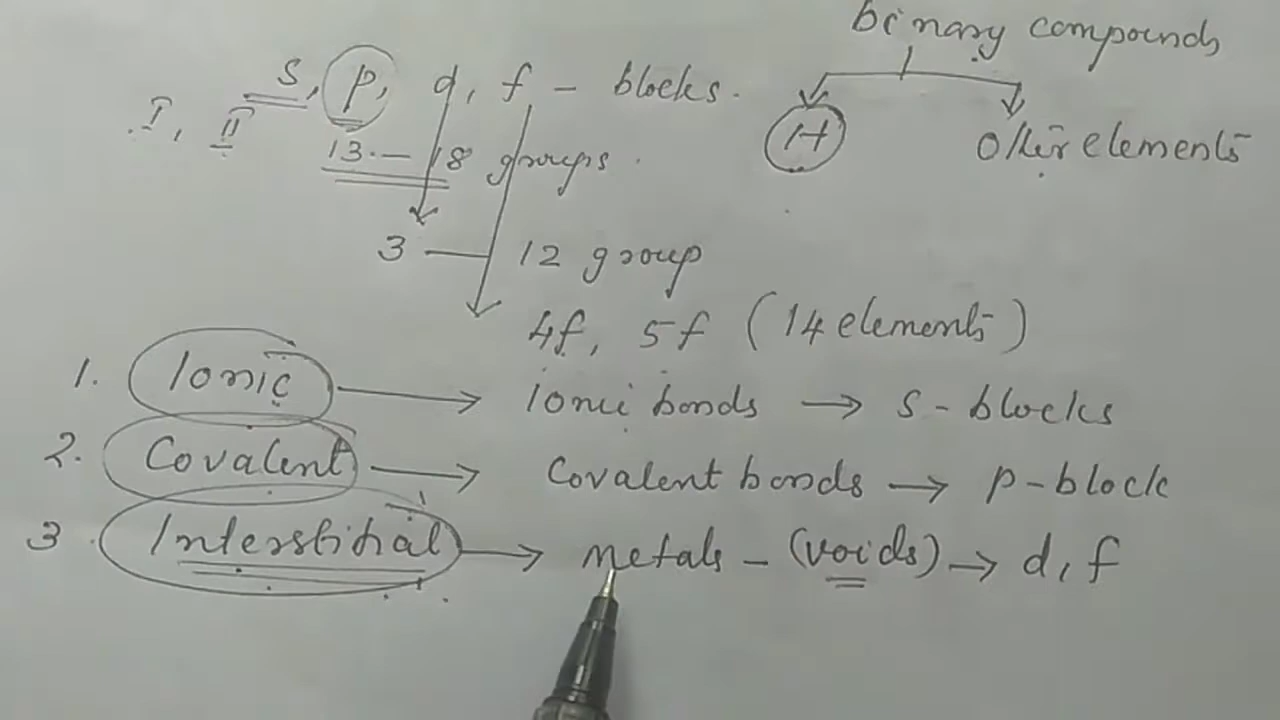 binary compounds
s, p, d, f - blocks.
I, II
H
other elements
13 - 18 groups.
3 — 12 group
4f, 5f (14 elements)
1. Ionic → Ionic bonds → s-blocks
2. Covalent → Covalent bonds → p-block
3. Interstitial → metals - (voids) → d, f